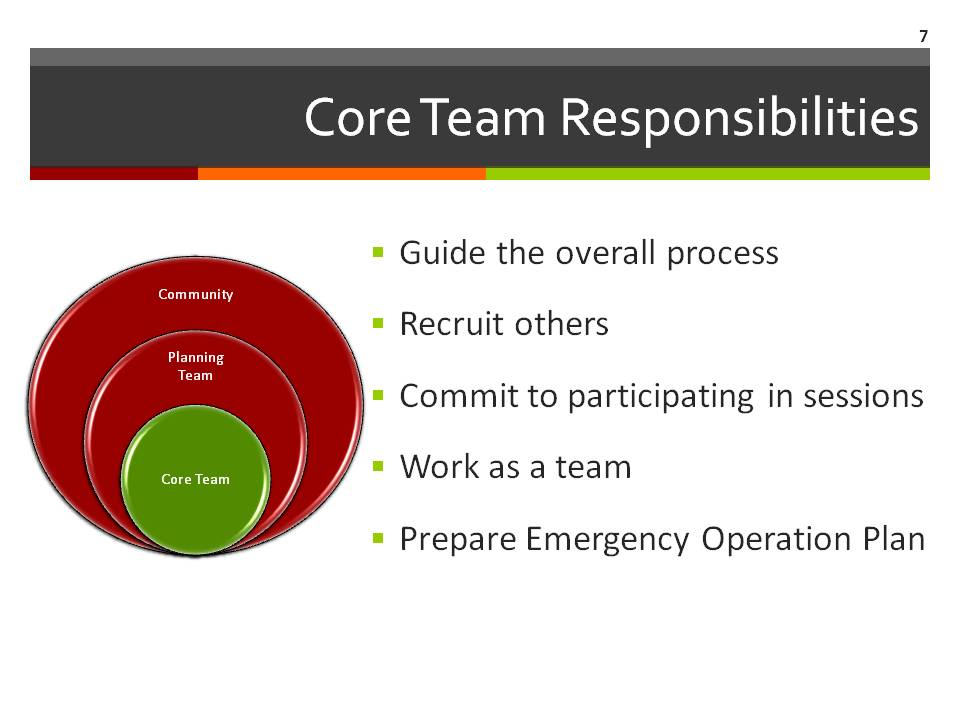 7
Core Team Responsibilities
Community
Planning
Team
Core Team
Guide the overall process
Recruit others
Commit to participating in sessions
Work as a team
Prepare Emergency Operation Plan